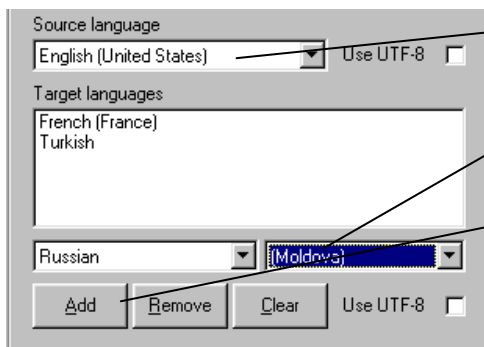 Source language
English (United States) Use UTF-8
Target languages
French (France)
Turkish
Russian (Moldova)
Add Remove Clear Use UTF-8